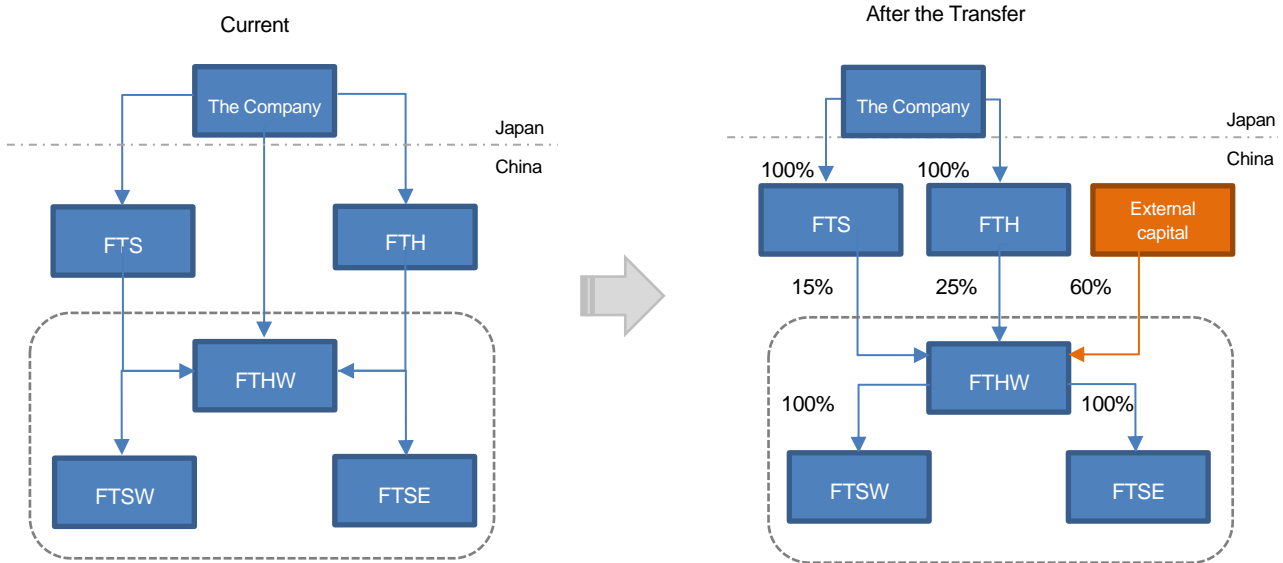 Current
The Company
Japan
China
FTS
FTH
FTHW
FTSW
FTSE
After the Transfer
The Company
Japan
China
100%
100%
FTS
FTH
External
capital
15%
25%
60%
FTHW
100%
100%
FTSW
FTSE